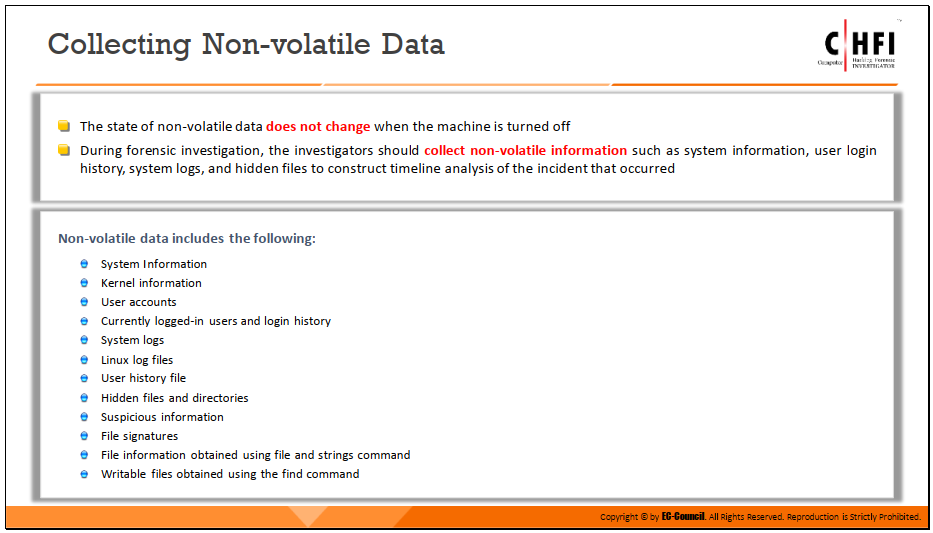 Collecting Non-volatile Data
CHFI
Computer Hacking Forensic
INVESTIGATOR
The state of non-volatile data does not change when the machine is turned off
During forensic investigation, the investigators should collect non-volatile information such as system information, user login
history, system logs, and hidden files to construct timeline analysis of the incident that occurred
Non-volatile data includes the following:
System Information
Kernel information
User accounts
Currently logged-in users and login history
System logs
Linux log files
User history file
Hidden files and directories
Suspicious information
File signatures
File information obtained using file and strings command
Writable files obtained using the find command
Copyright © by EC-Council. All Rights Reserved. Reproduction is Strictly Prohibited.